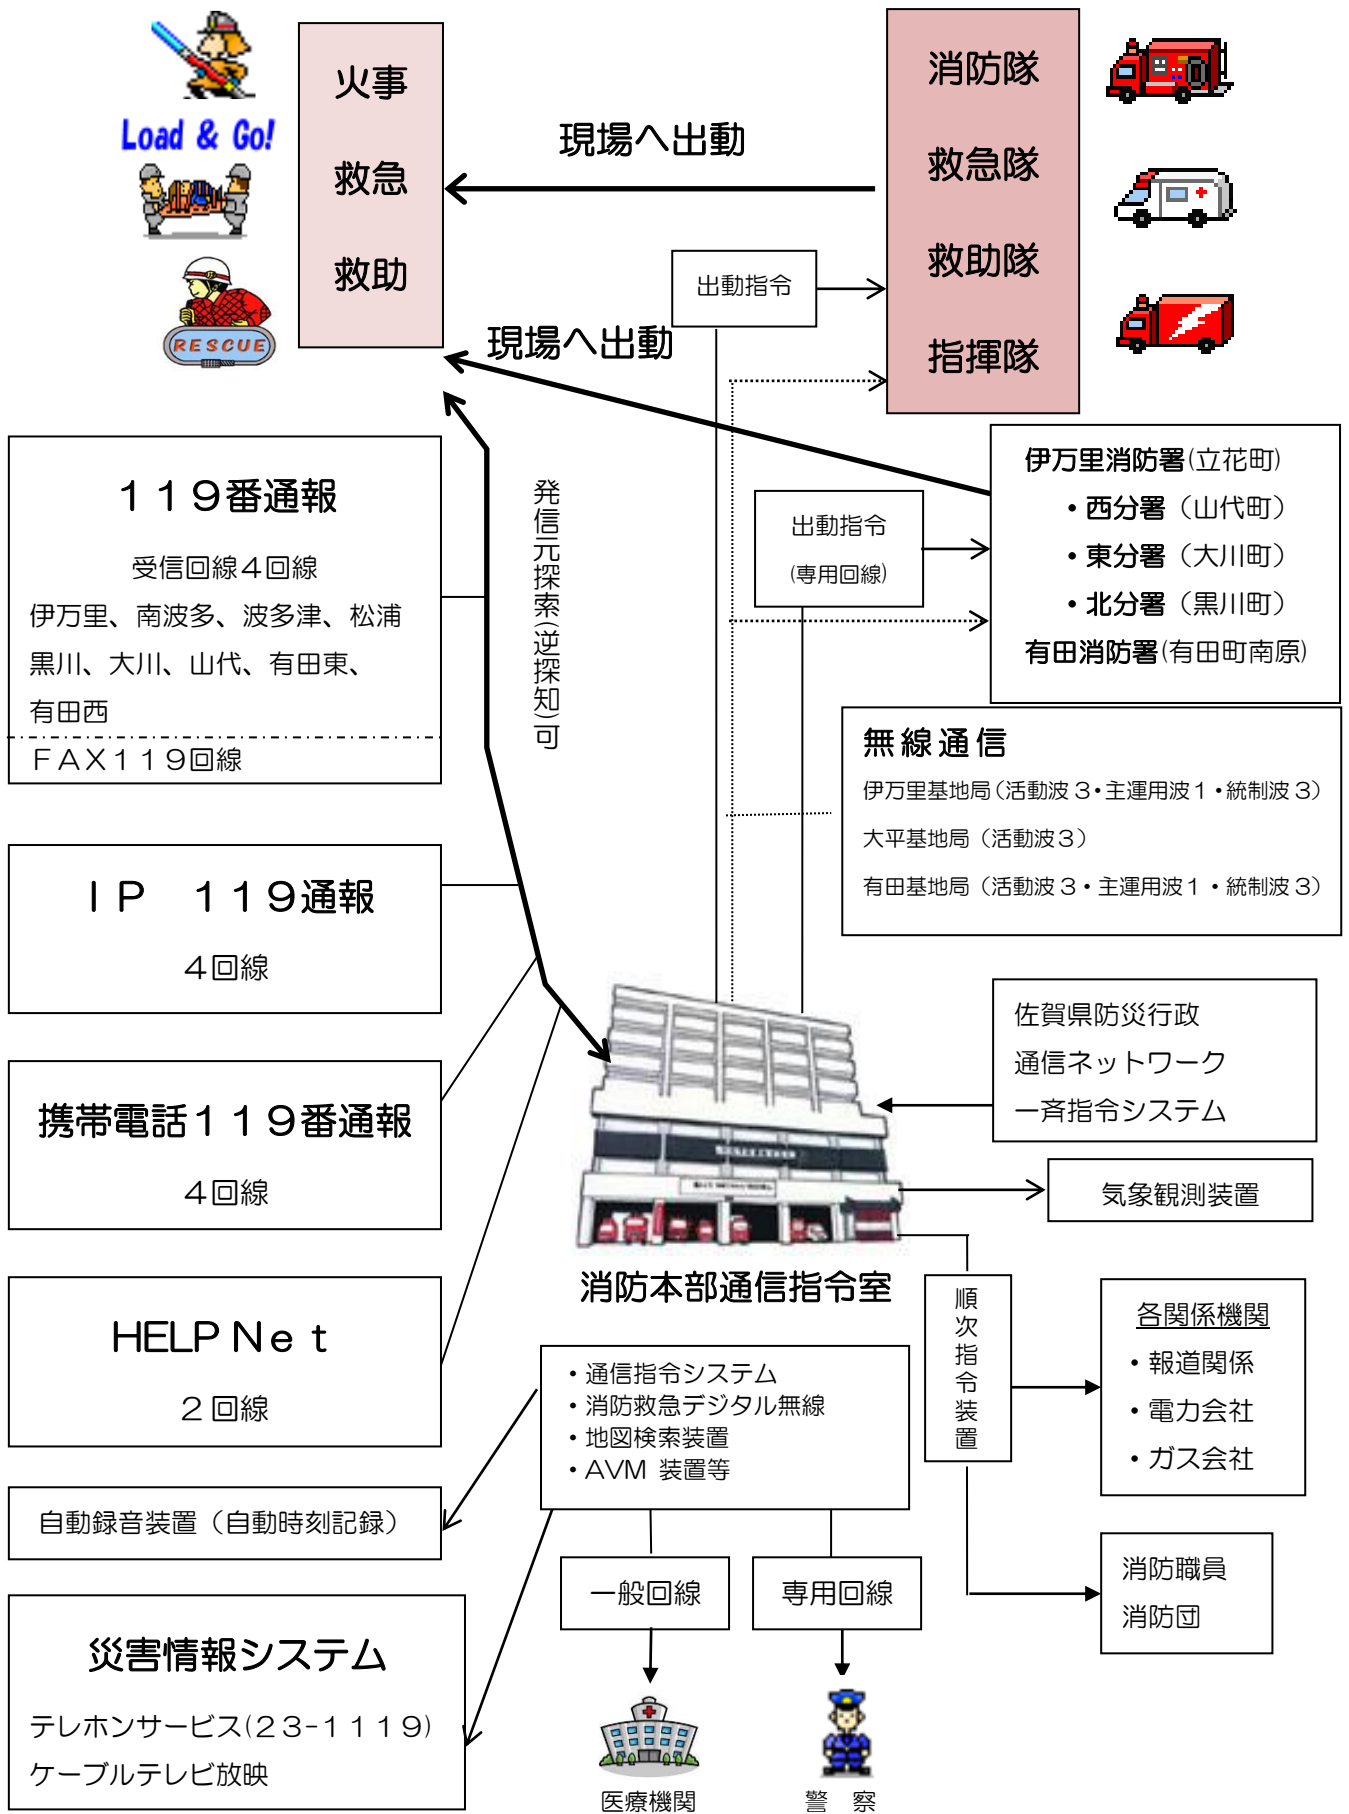 火事
救急
救助
Load & Go!
RESCUE
現場へ出動
消防隊
救急隊
救助隊
指揮隊
出動指令
現場へ出動
119番通報
受信回線4回線
伊万里、南波多、波多津、松浦
黒川、大川、山代、有田東、
有田西
FAX119回線
発信元探索(逆探知)可
出動指令
(専用回線)
伊万里消防署(立花町)
・西分署（山代町）
・東分署（大川町）
・北分署（黒川町）
有田消防署(有田町南原)
無線通信
伊万里基地局(活動波3・主運用波1・統制波3)
大平基地局（活動波3）
有田基地局（活動波3・主運用波1・統制波3）
IP　119通報
4回線
携帯電話119番通報
4回線
HELP Net
2回線
自動録音装置（自動時刻記録）
災害情報システム
テレホンサービス(23-1119)
ケーブルテレビ放映
消防本部通信指令室
・通信指令システム
・消防救急デジタル無線
・地図検索装置
・AVM 装置等
一般回線
専用回線
医療機関
警　察
佐賀県防災行政
通信ネットワーク
一斉指令システム
気象観測装置
順次指令装置
各関係機関
・報道関係
・電力会社
・ガス会社
消防職員
消防団